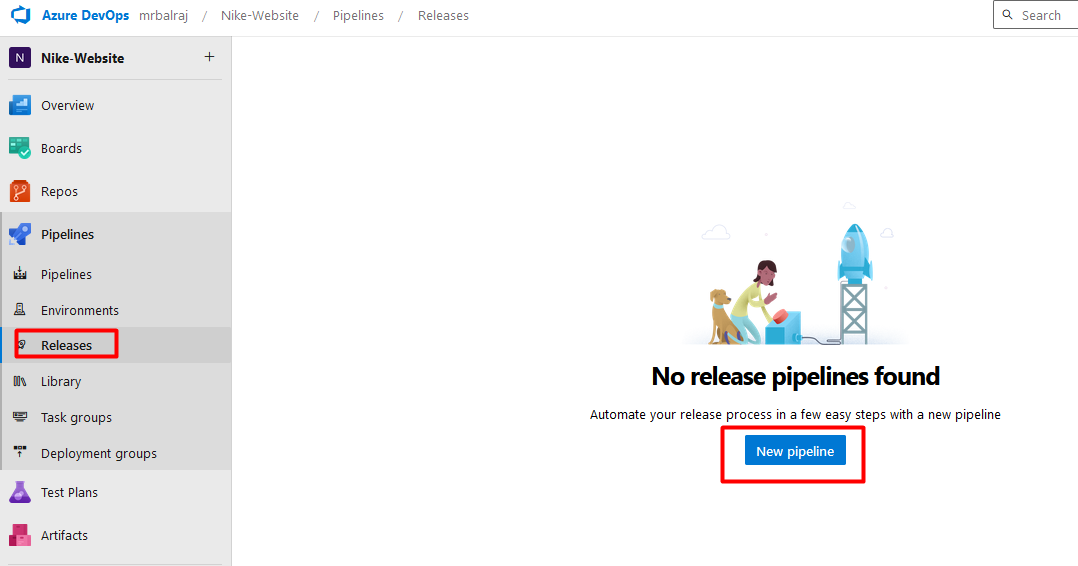 Azure DevOps mrbalraj / Nike-Website / Pipelines / Releases
Search
N Nike-Website +
Overview
Boards
Repos
Pipelines
Pipelines
Environments
Releases
Library
Task groups
Deployment groups
Test Plans
Artifacts
No release pipelines found
Automate your release process in a few easy steps with a new pipeline
New pipeline